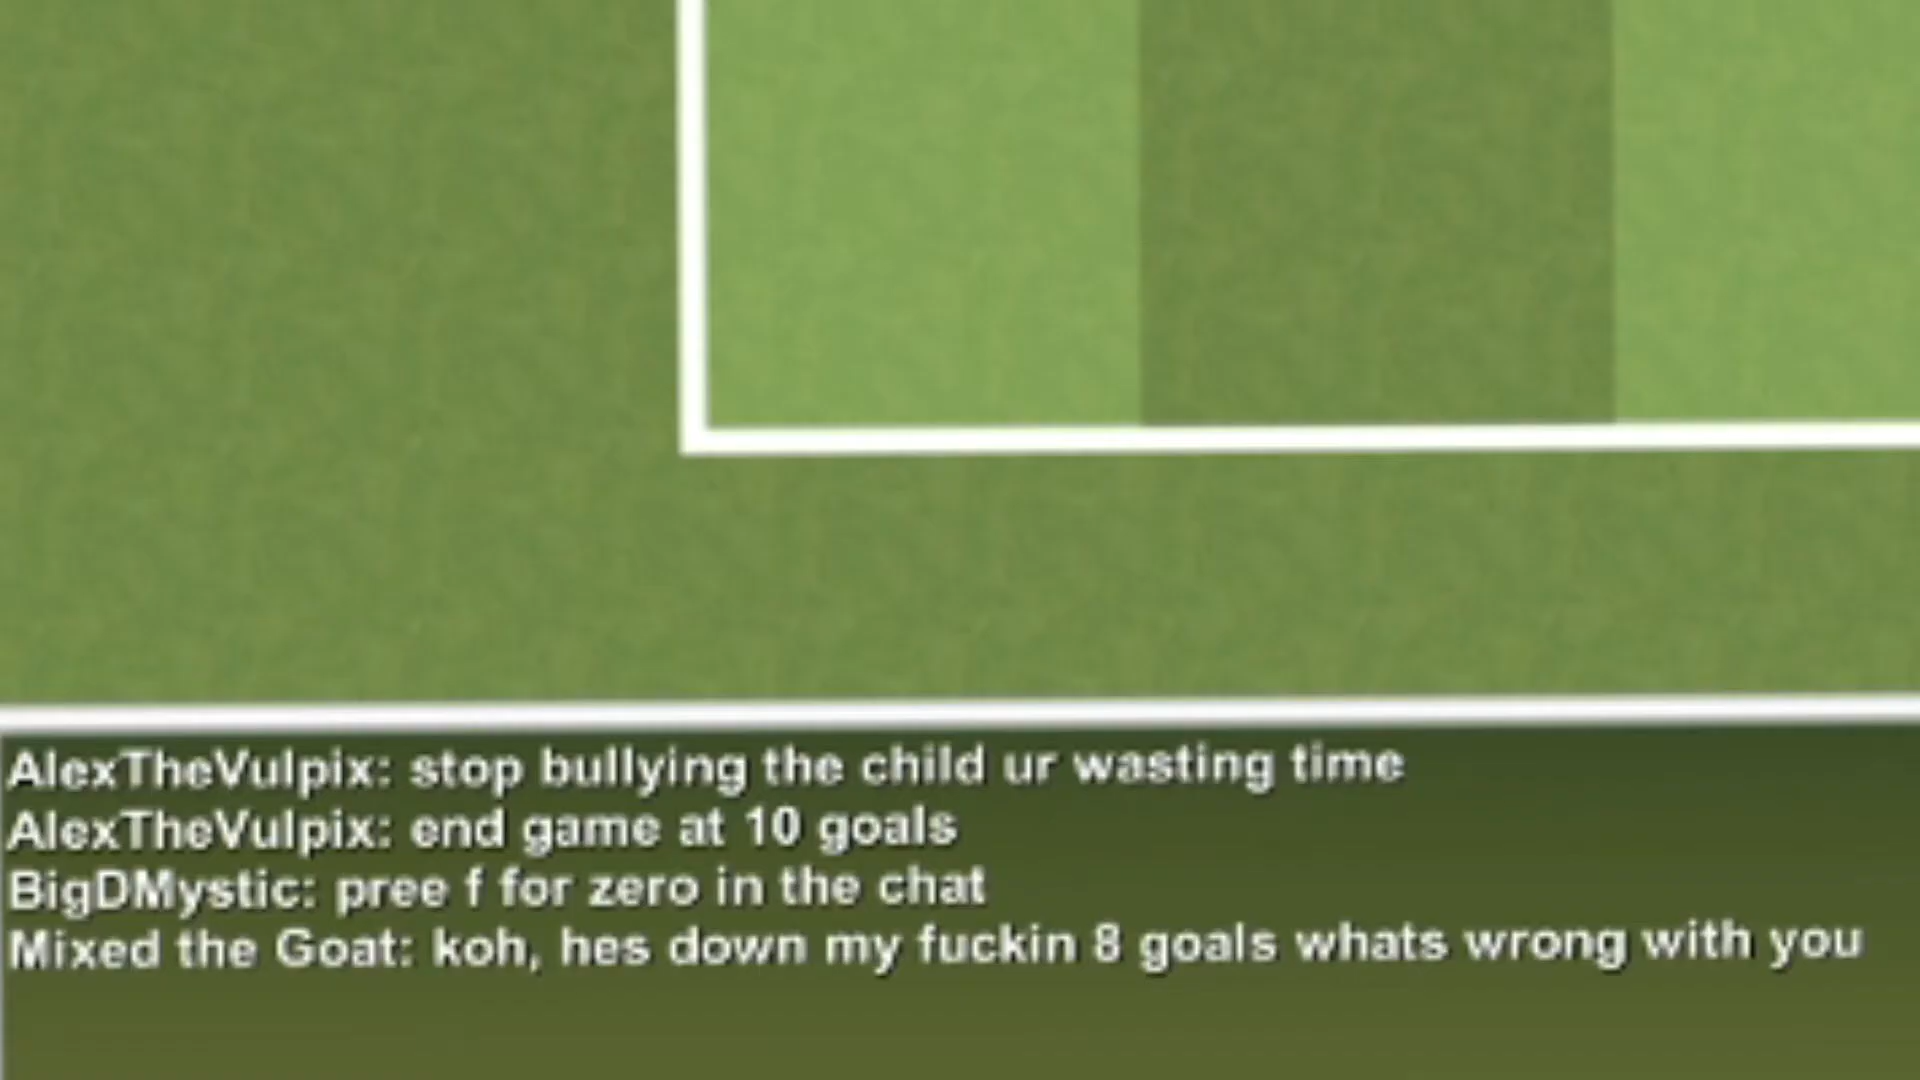 AlexTheVulpix: stop bullying the child ur wasting time
AlexTheVulpix: end game at 10 goals
BigDMystic: pree f for zero in the chat
Mixed the Goat: koh, hes down my fuckin 8 goals whats wrong with you